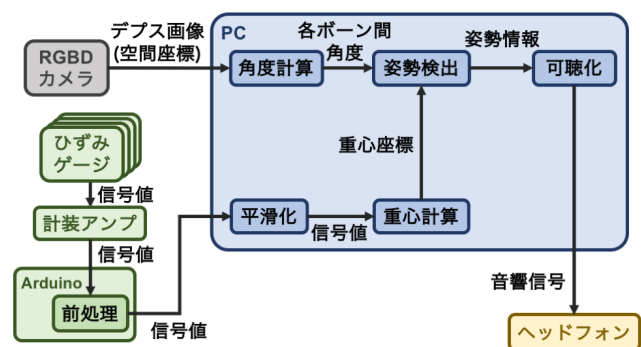 PC
RGBD
カメラ
デプス画像
(空間座標)
角度計算
各ボーン間
角度
姿勢検出
姿勢情報
可聴化
ひずみ
ゲージ
信号値
計装アンプ
信号値
Arduino
前処理
信号値
平滑化
信号値
重心計算
重心座標
音響信号
ヘッドフォン